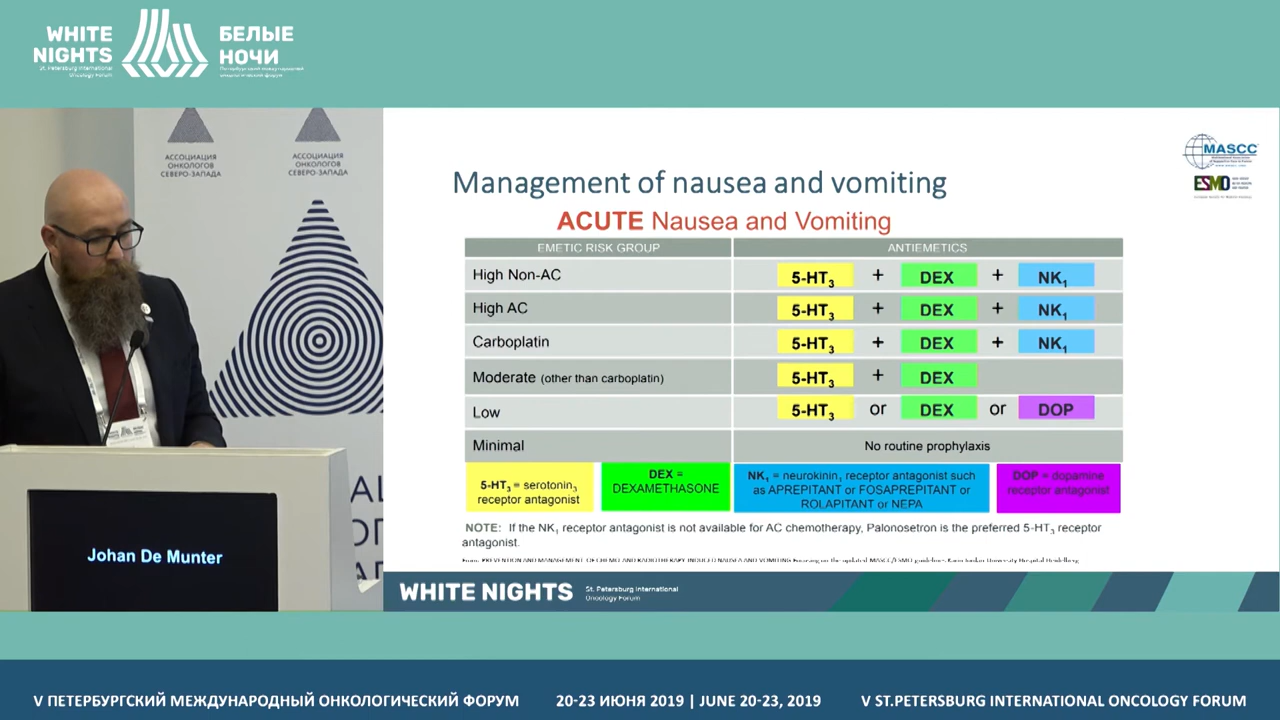 WHITE NIGHTS
St. Petersburg International
Oncology Forum
БЕЛЫЕ НОЧИ
Петербургский международный
онкологический форум
АССОЦИАЦИЯ
ОНКОЛОГОВ
СЕВЕРО-ЗАПАДА
АССОЦИАЦИЯ
ОНКОЛОГОВ
СЕВЕРО-ЗАПАДА
Johan De Munter
MASCC
ESMO
Management of nausea and vomiting
ACUTE Nausea and Vomiting
EMETIC RISK GROUP ANTIEMETICS
High Non-AC 5-HT3 + DEX + NK1
High AC 5-HT3 + DEX + NK1
Carboplatin 5-HT3 + DEX + NK1
Moderate (other than carboplatin) 5-HT3 + DEX
Low 5-HT3 or DEX or DOP
Minimal No routine prophylaxis
5-HT3 = serotonin3
receptor antagonist
DEX =
DEXAMETHASONE
NK1 = neurokinin1 receptor antagonist such
as APREPITANT or FOSAPREPITANT or
ROLAPITANT or NEPA
DOP = dopamine
receptor antagonist
NOTE: If the NK1 receptor antagonist is not available for AC chemotherapy, Palonosetron is the preferred 5-HT3 receptor
antagonist.
WHITE NIGHTS
St. Petersburg International
Oncology Forum
V ПЕТЕРБУРГСКИЙ МЕЖДУНАРОДНЫЙ ОНКОЛОГИЧЕСКИЙ ФОРУМ 20-23 ИЮНЯ 2019 | JUNE 20-23, 2019 V ST.PETERSBURG INTERNATIONAL ONCOLOGY FORUM